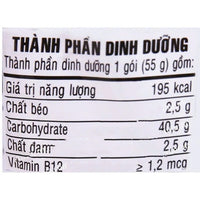 THÀNH PHẦN DINH DƯỠNG
Thành phần dinh dưỡng 1 gói (55 g) gồm:
Giá trị năng lượng 195 kcal
Chất béo 2,5 g
Carbohydrate 40,5 g
Chất đạm 2,5 g
Vitamin B12 ≥ 1,2 mcg